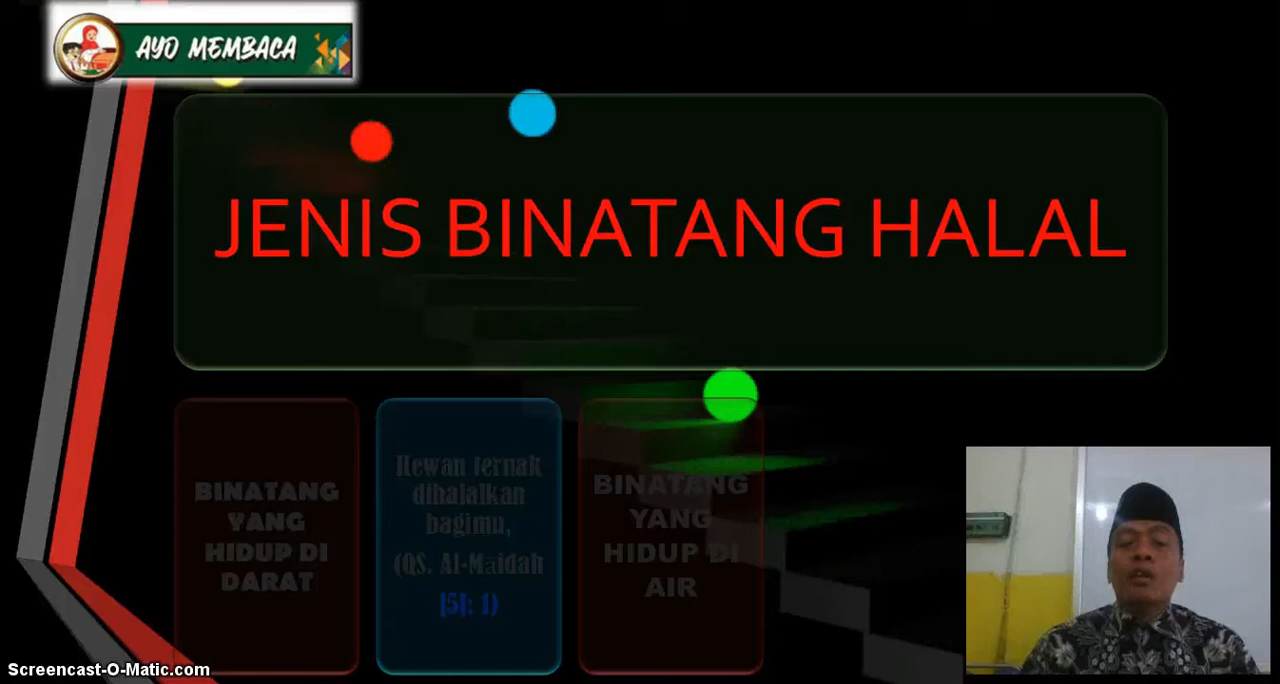 AYO MEMBACA
JENIS BINATANG HALAL
BINATANG
YANG
HIDUP DI
DARAT
Hewan ternak
dihalalkan
bagimu,
(QS. Al-Maidah
[5]: 1)
BINATANG
YANG
HIDUP DI
AIR
Screencast-O-Matic.com